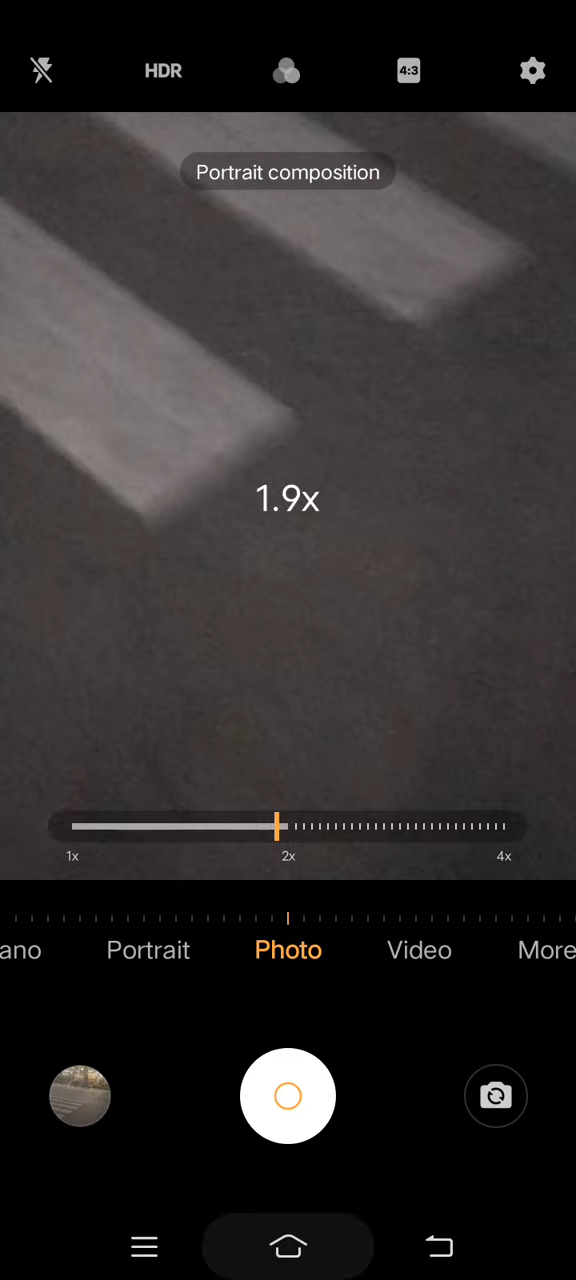 HDR
4:3
Portrait composition
1.9x
1x 2x 4x
ano Portrait Photo Video More